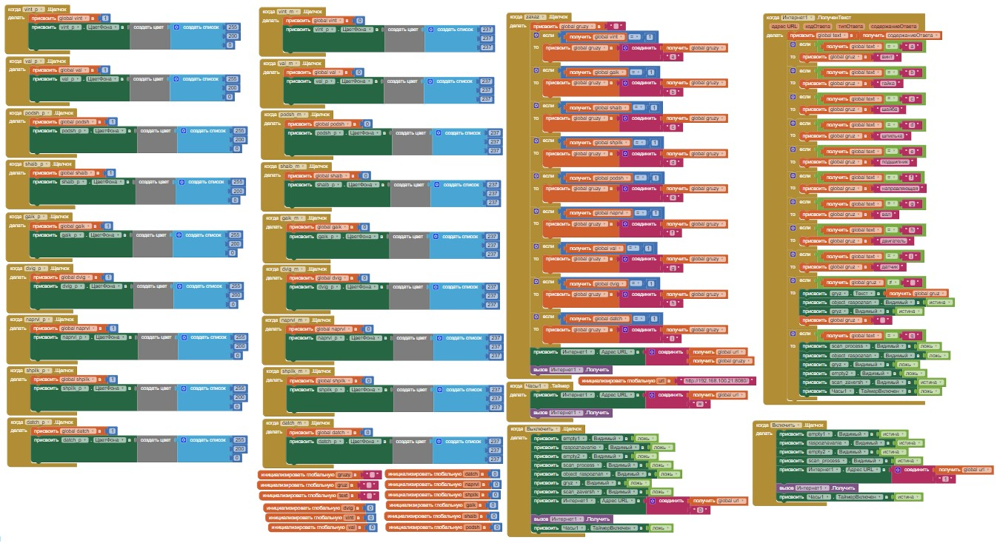 когда vint_p .Щелчок
делать присвоить global vint в 1
присвоить vint_p . ЦветФона в создать цвет создать список 255
200
0
когда val_p .Щелчок
делать присвоить global val в 1
присвоить val_p . ЦветФона в создать цвет создать список 255
200
0
когда podsh_p .Щелчок
делать присвоить global podsh в 1
присвоить podsh_p . ЦветФона в создать цвет создать список 255
200
0
когда shaib_p .Щелчок
делать присвоить global shaib в 1
присвоить shaib_p . ЦветФона в создать цвет создать список 255
200
0
когда gaik_p .Щелчок
делать присвоить global gaik в 1
присвоить gaik_p . ЦветФона в создать цвет создать список 255
200
0
когда dvig_p .Щелчок
делать присвоить global dvig в 1
присвоить dvig_p . ЦветФона в создать цвет создать список 255
200
0
когда naprvl_p .Щелчок
делать присвоить global naprvl в 1
присвоить naprvl_p . ЦветФона в создать цвет создать список 255
200
0
когда shpilk_p .Щелчок
делать присвоить global shpilk в 1
присвоить shpilk_p . ЦветФона в создать цвет создать список 255
200
0
когда datch_p .Щелчок
делать присвоить global datch в 1
присвоить datch_p . ЦветФона в создать цвет создать список 255
200
0
когда vint_m .Щелчок
делать присвоить global vint в 0
присвоить vint_p . ЦветФона в создать цвет создать список 237
237
237
когда val_m .Щелчок
делать присвоить global val в 0
присвоить val_p . ЦветФона в создать цвет создать список 237
237
237
когда podsh_m .Щелчок
делать присвоить global podsh в 0
присвоить podsh_p . ЦветФона в создать цвет создать список 237
237
237
когда shaib_m .Щелчок
делать присвоить global shaib в 0
присвоить shaib_p . ЦветФона в создать цвет создать список 237
237
237
когда gaik_m .Щелчок
делать присвоить global gaik в 0
присвоить gaik_p . ЦветФона в создать цвет создать список 237
237
237
когда dvig_m .Щелчок
делать присвоить global dvig в 0
присвоить dvig_p . ЦветФона в создать цвет создать список 237
237
237
когда naprvl_m .Щелчок
делать присвоить global naprvl в 0
присвоить naprvl_p . ЦветФона в создать цвет создать список 237
237
237
когда shpilk_m .Щелчок
делать присвоить global shpilk в 0
присвоить shpilk_p . ЦветФона в создать цвет создать список 237
237
237
когда datch_m .Щелчок
делать присвоить global datch в 0
присвоить datch_p . ЦветФона в создать цвет создать список 237
237
237
инициализировать глобальную gruzy в " "
инициализировать глобальную gruz в " "
инициализировать глобальную text в " "
инициализировать глобальную dvig в 0
инициализировать глобальную vint в 0
инициализировать глобальную val в 0
инициализировать глобальную datch в 0
инициализировать глобальную naprvl в 0
инициализировать глобальную shpilk в 0
инициализировать глобальную gaik в 0
инициализировать глобальную shaib в 0
инициализировать глобальную podsh в 0
когда zakaz .Щелчок
делать присвоить global gruzy в " "
если получить global vint = 1
то присвоить global gruzy в соединить получить global gruzy
" a "
если получить global gaik = 1
то присвоить global gruzy в соединить получить global gruzy
" b "
если получить global shaib = 1
то присвоить global gruzy в соединить получить global gruzy
" c "
если получить global shpilk = 1
то присвоить global gruzy в соединить получить global gruzy
" d "
если получить global podsh = 1
то присвоить global gruzy в соединить получить global gruzy
" e "
если получить global naprvl = 1
то присвоить global gruzy в соединить получить global gruzy
" f "
если получить global val = 1
то присвоить global gruzy в соединить получить global gruzy
" g "
если получить global dvig = 1
то присвоить global gruzy в соединить получить global gruzy
" h "
если получить global datch = 1
то присвоить global gruzy в соединить получить global gruzy
" i "
присвоить Интернет1 . Адрес URL в соединить получить global url
получить global gruzy
вызов Интернет1 .Получить
инициализировать глобальную url в " http://192.168.100.21:8080/ "
когда Часы1 .Таймер
делать присвоить Интернет1 . Адрес URL в соединить получить global url
" w "
вызов Интернет1 .Получить
когда Выключить .Щелчок
делать присвоить empty1 . Видимый в ложь
присвоить raspoznavanie . Видимый в ложь
присвоить empty2 . Видимый в ложь
присвоить scan_process . Видимый в ложь
присвоить object_raspoznan . Видимый в ложь
присвоить gryz . Видимый в ложь
присвоить scan_zaversh . Видимый в ложь
присвоить Интернет1 . Адрес URL в соединить получить global url
" 0 "
вызов Интернет1 .Получить
присвоить Часы1 . ТаймерВключен в ложь
когда Интернет1 .ПолученТекст
адрес URL кодОтвета типОтвета содержаниеОтвета
делать присвоить global text в получить содержаниеОтвета
если получить global text = " a "
то присвоить global gruz в " винт "
если получить global text = " b "
то присвоить global gruz в " гайка "
если получить global text = " c "
то присвоить global gruz в " шайба "
если получить global text = " d "
то присвоить global gruz в " шпилька "
если получить global text = " e "
то присвоить global gruz в " подшипник "
если получить global text = " f "
то присвоить global gruz в " направляющая "
если получить global text = " g "
то присвоить global gruz в " вал "
если получить global text = " h "
то присвоить global gruz в " двигатель "
если получить global text = " i "
то присвоить global gruz в " датчик "
если получить global gruz ≠ " "
то присвоить gryz . Текст в получить global gruz
присвоить object_raspoznan . Видимый в истина
присвоить gryz . Видимый в истина
присвоить global gruz в " "
если получить global text = " q "
то присвоить scan_process . Видимый в ложь
присвоить object_raspoznan . Видимый в ложь
присвоить gryz . Видимый в ложь
присвоить empty2 . Видимый в ложь
присвоить scan_zaversh . Видимый в истина
присвоить Часы1 . ТаймерВключен в ложь
когда Включить .Щелчок
делать присвоить empty1 . Видимый в истина
присвоить raspoznavanie . Видимый в истина
присвоить empty2 . Видимый в истина
присвоить scan_process . Видимый в истина
присвоить Интернет1 . Адрес URL в соединить получить global url
" 1 "
вызов Интернет1 .Получить
присвоить Часы1 . ТаймерВключен в истина